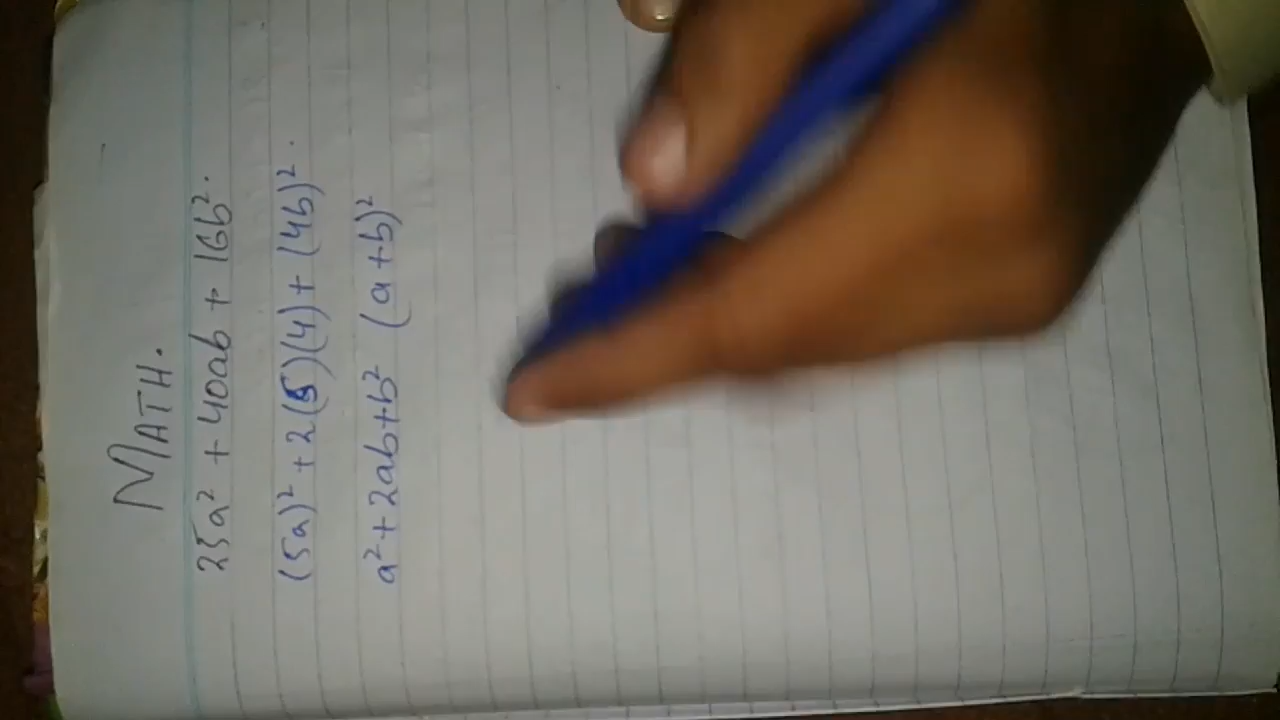 MATH.
25a² + 40ab + 16b².
(5a)² + 2(5)(4) + (4b)².
a² + 2ab + b² (a + b)²